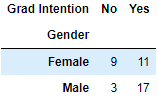 Grad Intention No Yes
Gender
Female 9 11
Male 3 17